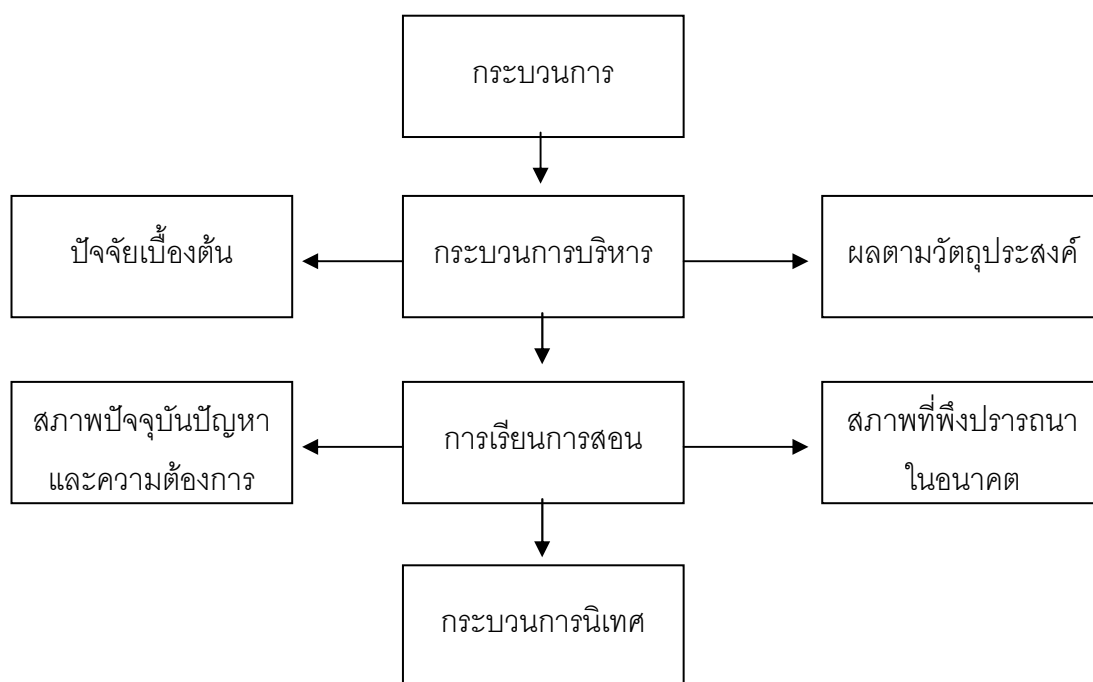 กระบวนการ
ปัจจัยเบื้องต้น
กระบวนการบริหาร
ผลตามวัตถุประสงค์
สภาพปัจจุบันปัญหา
และความต้องการ
การเรียนการสอน
สภาพที่พึงปรารถนา
ในอนาคต
กระบวนการนิเทศ